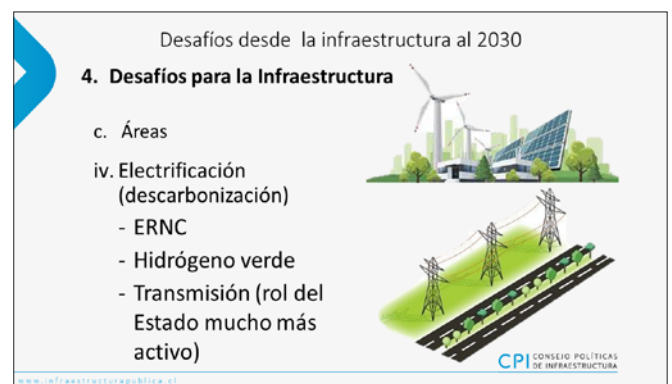 Desafíos desde la infraestructura al 2030
4. Desafíos para la Infraestructura
c. Áreas
iv. Electrificación
(descarbonización)
- ERNC
- Hidrógeno verde
- Transmisión (rol del
Estado mucho más
activo)
CPI CONSEJO POLÍTICAS
DE INFRAESTRUCTURA
www.infraestructurapublica.cl